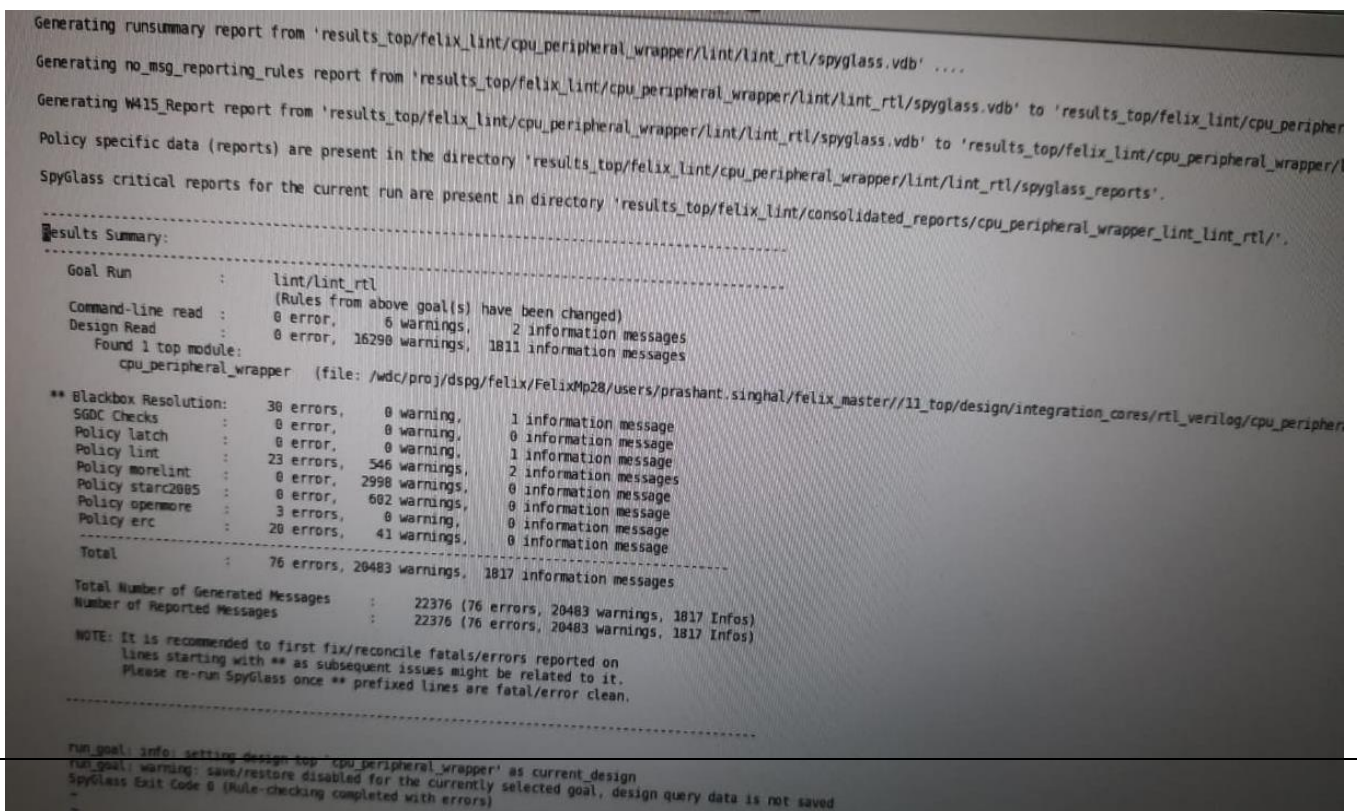 Generating runsummary report from 'results_top/felix_lint/cpu_peripheral_wrapper/lint/lint_rtl/spyglass.vdb' ....
Generating no_msg_reporting_rules report from 'results_top/felix_lint/cpu_peripheral_wrapper/lint/lint_rtl/spyglass.vdb' to 'results_top/felix_lint/cpu_peripher
Generating W415_Report report from 'results_top/felix_lint/cpu_peripheral_wrapper/lint/lint_rtl/spyglass.vdb' to 'results_top/felix_lint/cpu_peripheral_wrapper/l
Policy specific data (reports) are present in the directory 'results_top/felix_lint/cpu_peripheral_wrapper/lint/lint_rtl/spyglass_reports'.
SpyGlass critical reports for the current run are present in directory 'results_top/felix_lint/consolidated_reports/cpu_peripheral_wrapper_lint_lint_rtl/'.
Results Summary:
Goal Run : lint/lint_rtl
(Rules from above goal(s) have been changed)
Command-line read : 0 error, 6 warnings, 2 information messages
Design Read : 0 error, 16290 warnings, 1811 information messages
Found 1 top module:
cpu_peripheral_wrapper (file: /wdc/proj/dspg/felix/FelixMp28/users/prashant.singhal/felix_master//11_top/design/integration_cores/rtl_verilog/cpu_peripher
** Blackbox Resolution: 30 errors, 0 warning, 1 information message
SGDC Checks : 0 error, 0 warning, 0 information message
Policy latch : 0 error, 0 warning, 1 information message
Policy lint : 23 errors, 546 warnings, 2 information messages
Policy morelint : 0 error, 2998 warnings, 0 information message
Policy starc2005 : 0 error, 602 warnings, 0 information message
Policy openmore : 3 errors, 0 warning, 0 information message
Policy erc : 20 errors, 41 warnings, 0 information message
Total : 76 errors, 20483 warnings, 1817 information messages
Total Number of Generated Messages : 22376 (76 errors, 20483 warnings, 1817 Infos)
Number of Reported Messages : 22376 (76 errors, 20483 warnings, 1817 Infos)
NOTE: It is recommended to first fix/reconcile fatals/errors reported on
lines starting with ** as subsequent issues might be related to it.
Please re-run SpyGlass once ** prefixed lines are fatal/error clean.
run_goal: info: setting design top 'cpu_peripheral_wrapper' as current_design
run_goal: warning: save/restore disabled for the currently selected goal, design query data is not saved
SpyGlass Exit Code 0 (Rule-checking completed with errors)